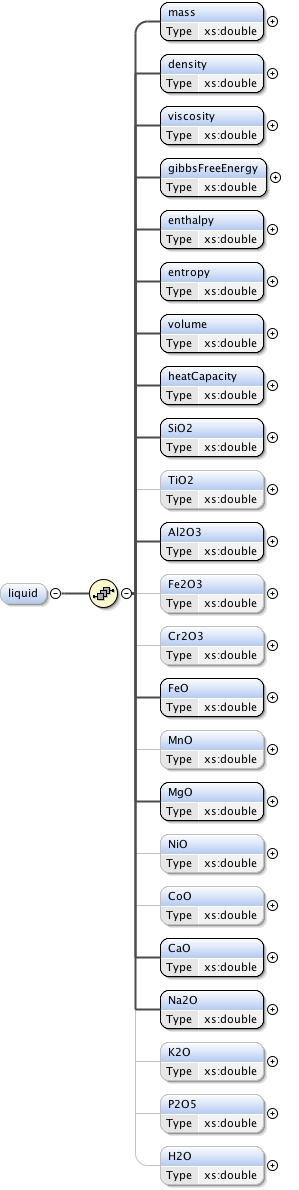 mass
Type xs:double
density
Type xs:double
viscosity
Type xs:double
gibbsFreeEnergy
Type xs:double
enthalpy
Type xs:double
entropy
Type xs:double
volume
Type xs:double
heatCapacity
Type xs:double
SiO2
Type xs:double
TiO2
Type xs:double
Al2O3
Type xs:double
liquid
Fe2O3
Type xs:double
Cr2O3
Type xs:double
FeO
Type xs:double
MnO
Type xs:double
MgO
Type xs:double
NiO
Type xs:double
CoO
Type xs:double
CaO
Type xs:double
Na2O
Type xs:double
K2O
Type xs:double
P2O5
Type xs:double
H2O
Type xs:double